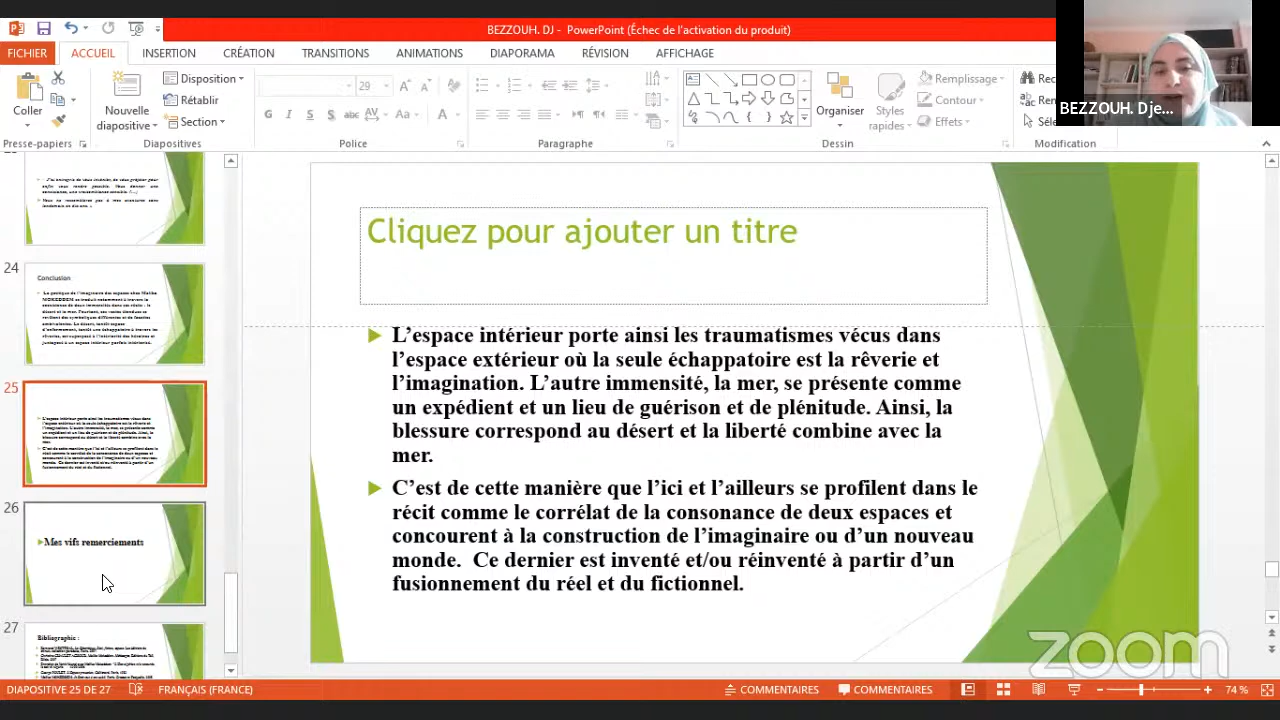 BEZZOUH. DJ - PowerPoint (Échec de l'activation du produit)
FICHIER ACCUEIL INSERTION CRÉATION TRANSITIONS ANIMATIONS DIAPORAMA RÉVISION AFFICHAGE
BEZZOUH. Dje...
Coller
Nouvelle
diapositive
Disposition
Rétablir
Section
29
Organiser
Styles
rapides
Remplissage
Contour
Effets
Presse-papiers
Diapositives
Police
Paragraphe
Dessin
Modification
24
Conclusion
25
26
Mes vifs remerciements
27
Bibliographie :
Cliquez pour ajouter un titre
L'espace intérieur porte ainsi les traumatismes vécus dans
l'espace extérieur où la seule échappatoire est la rêverie et
l'imagination. L'autre immensité, la mer, se présente comme
un expédient et un lieu de guérison et de plénitude. Ainsi, la
blessure correspond au désert et la liberté combine avec la
mer.
C'est de cette manière que l'ici et l'ailleurs se profilent dans le
récit comme le corrélat de la consonance de deux espaces et
concourent à la construction de l'imaginaire ou d'un nouveau
monde.  Ce dernier est inventé et/ou réinventé à partir d'un
fusionnement du réel et du fictionnel.
zoom
DIAPOSITIVE 25 DE 27
FRANÇAIS (FRANCE)
COMMENTAIRES
COMMENTAIRES
74 %